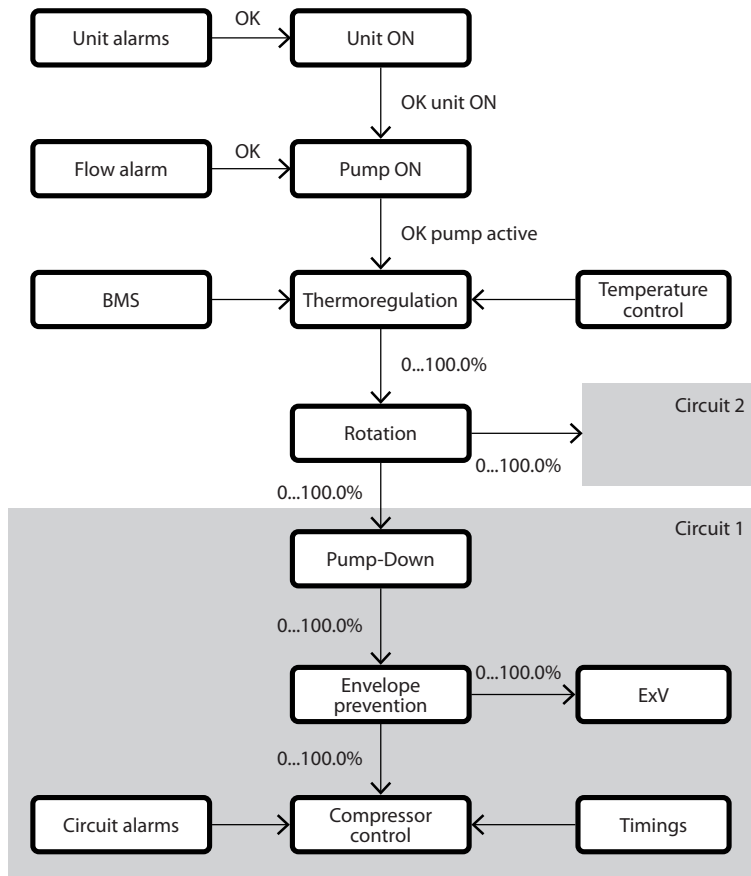 Unit alarms
OK
Unit ON
OK unit ON
Flow alarm
OK
Pump ON
OK pump active
BMS
Thermoregulation
Temperature
control
0...100.0%
Rotation
0...100.0%
Circuit 2
0...100.0%
Circuit 1
Pump-Down
0...100.0%
Envelope
prevention
0...100.0%
ExV
0...100.0%
Circuit alarms
Compressor
control
Timings